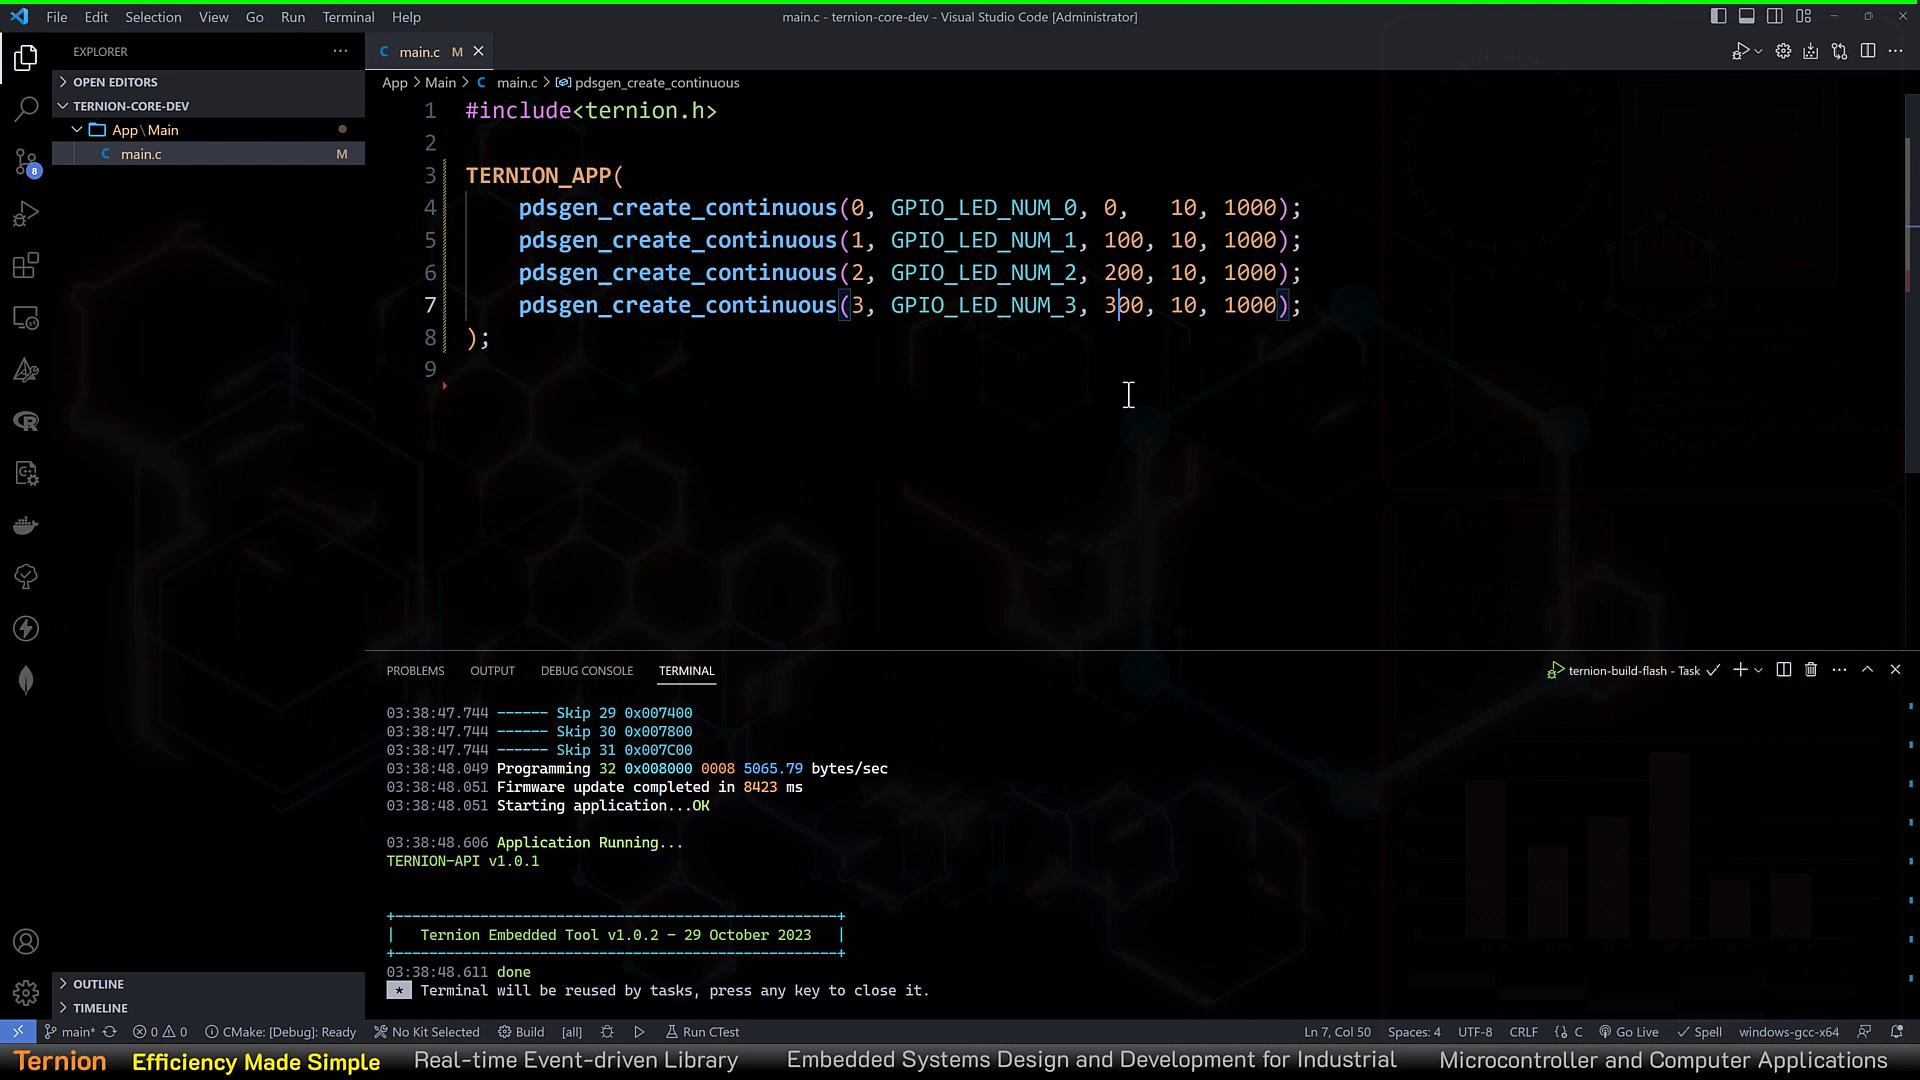 File Edit Selection View Go Run Terminal Help
main.c - ternion-core-dev - Visual Studio Code [Administrator]
EXPLORER
OPEN EDITORS
TERNION-CORE-DEV
App\Main
main.c M
main.c M
App > Main > C main.c > pdsgen_create_continuous
1 #include<ternion.h>
2
3 TERNION_APP(
4 pdsgen_create_continuous(0, GPIO_LED_NUM_0, 0, 10, 1000);
5 pdsgen_create_continuous(1, GPIO_LED_NUM_1, 100, 10, 1000);
6 pdsgen_create_continuous(2, GPIO_LED_NUM_2, 200, 10, 1000);
7 pdsgen_create_continuous(3, GPIO_LED_NUM_3, 300, 10, 1000);
8 );
9
8
PROBLEMS OUTPUT DEBUG CONSOLE TERMINAL
ternion-build-flash - Task
03:38:47.744 ------ Skip 29 0x007400
03:38:47.744 ------ Skip 30 0x007800
03:38:47.744 ------ Skip 31 0x007C00
03:38:48.049 Programming 32 0x008000 0008 5065.79 bytes/sec
03:38:48.051 Firmware update completed in 8423 ms
03:38:48.051 Starting application...OK
03:38:48.606 Application Running...
TERNION-API v1.0.1
+----------------------------------------------------+
| Ternion Embedded Tool v1.0.2 - 29 October 2023 |
+----------------------------------------------------+
03:38:48.611 done
* Terminal will be reused by tasks, press any key to close it.
OUTLINE
TIMELINE
main* 0 0 CMake: [Debug]: Ready No Kit Selected Build [all] Run CTest
Ln 7, Col 50 Spaces: 4 UTF-8 CRLF {} C Go Live Spell windows-gcc-x64
Ternion Efficiency Made Simple Real-time Event-driven Library Embedded Systems Design and Development for Industrial Microcontroller and Computer Applications